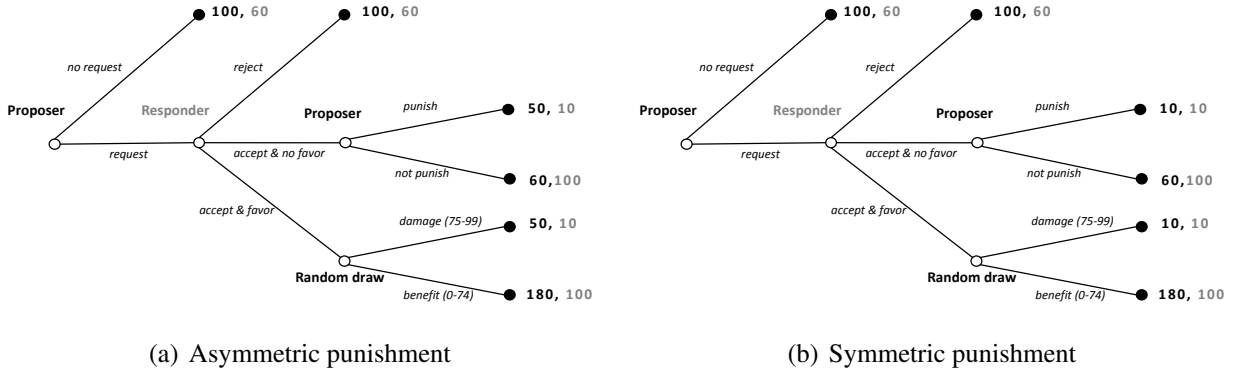 100, 60
100, 60
no request
reject
Proposer
Responder
Proposer
punish
50, 10
request
accept & no favor
not punish
60,100
accept & favor
damage (75-99)
50, 10
Random draw
benefit (0-74)
180, 100
(a) Asymmetric punishment
100, 60
100, 60
no request
reject
Proposer
Responder
Proposer
punish
10, 10
request
accept & no favor
not punish
60,100
accept & favor
damage (75-99)
10, 10
Random draw
benefit (0-74)
180, 100
(b) Symmetric punishment